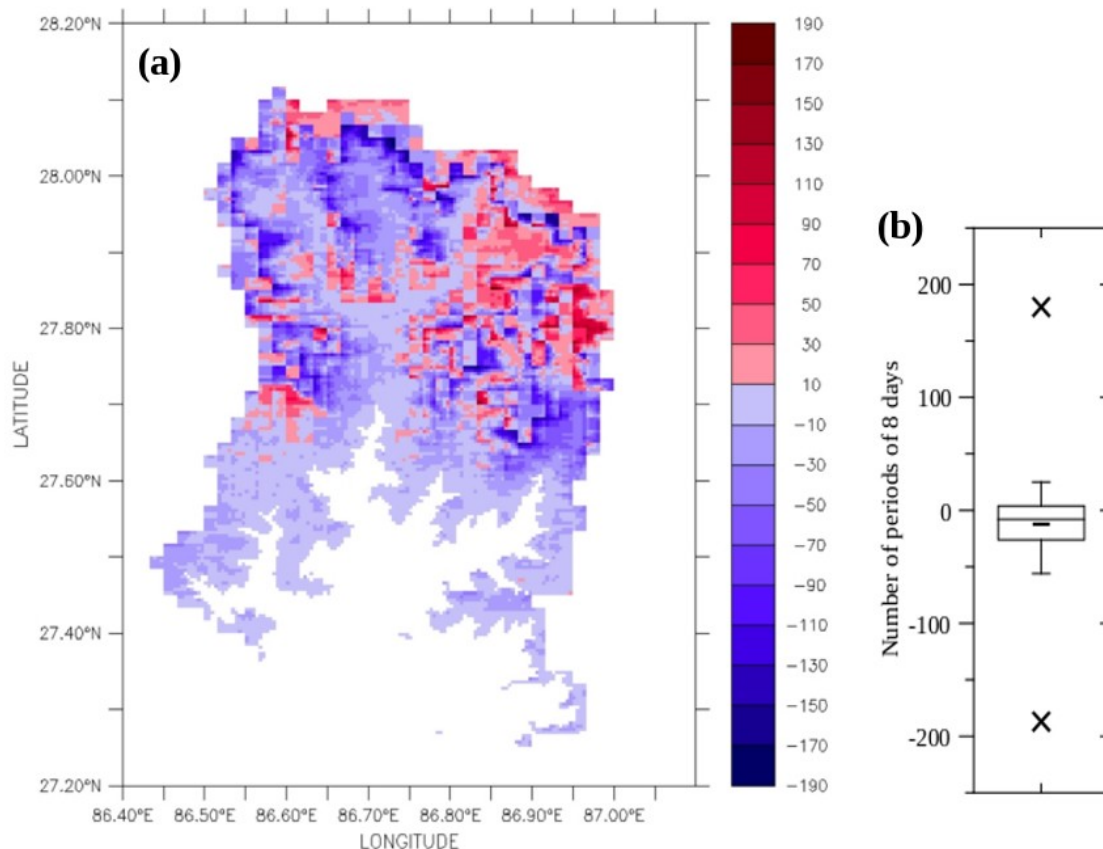 (a)
28.20°N
28.00°N
27.80°N
27.60°N
27.40°N
27.20°N
LATITUDE
86.40°E 86.50°E 86.60°E 86.70°E 86.80°E 86.90°E 87.00°E
LONGITUDE
190
170
150
130
110
90
70
50
30
10
−10
−30
−50
−70
−90
−110
−130
−150
−170
−190
(b)
Number of periods of 8 days
200
100
0
-100
-200